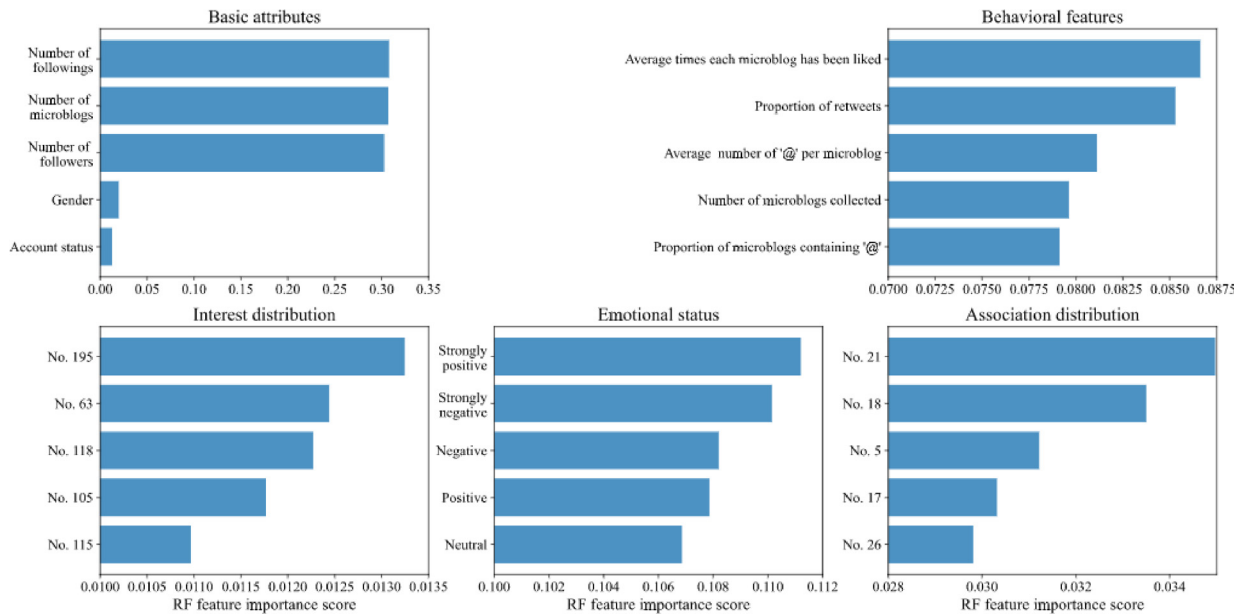 Basic attributes
Number of
followings
Number of
microblogs
Number of
followers
Gender
Account status
0.00 0.05 0.10 0.15 0.20 0.25 0.30 0.35
Behavioral features
Average times each microblog has been liked
Proportion of retweets
Average number of '@' per microblog
Number of microblogs collected
Proportion of microblogs containing '@'
0.0700 0.0725 0.0750 0.0775 0.0800 0.0825 0.0850 0.0875
Interest distribution
No. 195
No. 63
No. 118
No. 105
No. 115
0.0100 0.0105 0.0110 0.0115 0.0120 0.0125 0.0130 0.0135
RF feature importance score
Emotional status
Strongly
positive
Strongly
negative
Negative
Positive
Neutral
0.100 0.102 0.104 0.106 0.108 0.110 0.112
RF feature importance score
Association distribution
No. 21
No. 18
No. 5
No. 17
No. 26
0.028 0.030 0.032 0.034
RF feature importance score